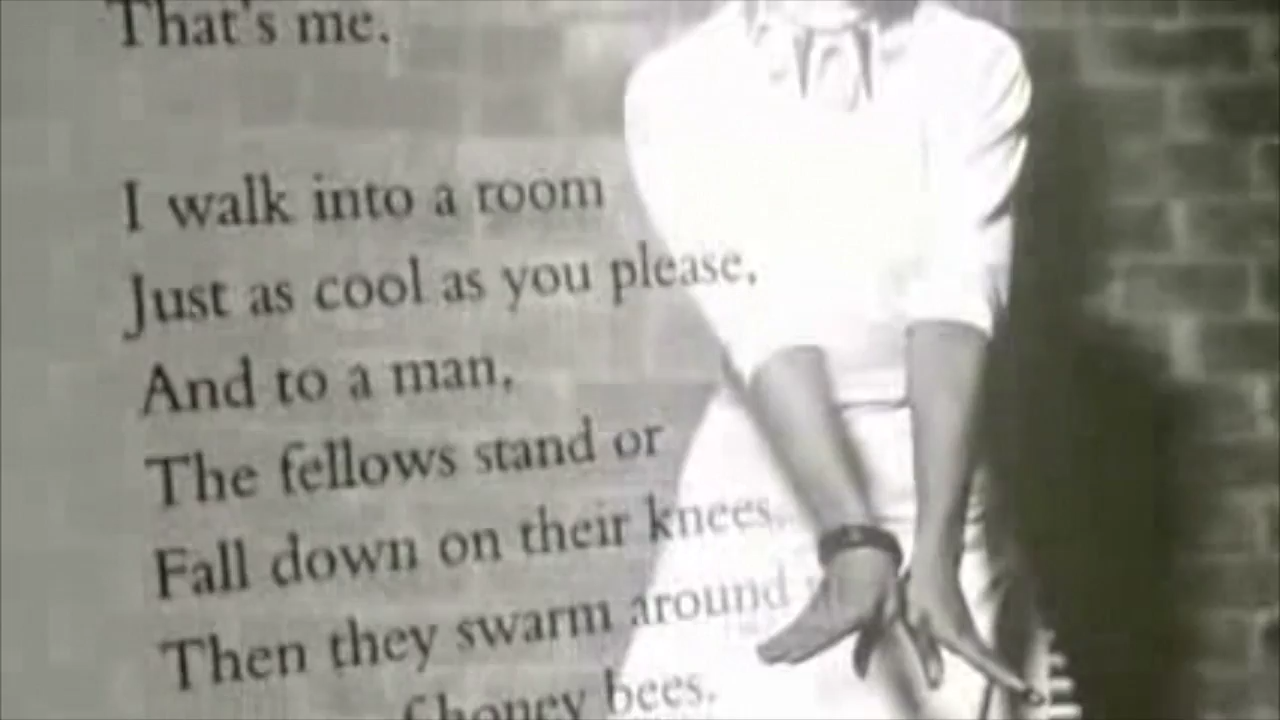 That's me.
I walk into a room
Just as cool as you please,
And to a man,
The fellows stand or
Fall down on their knees.
Then they swarm around
honey bees.